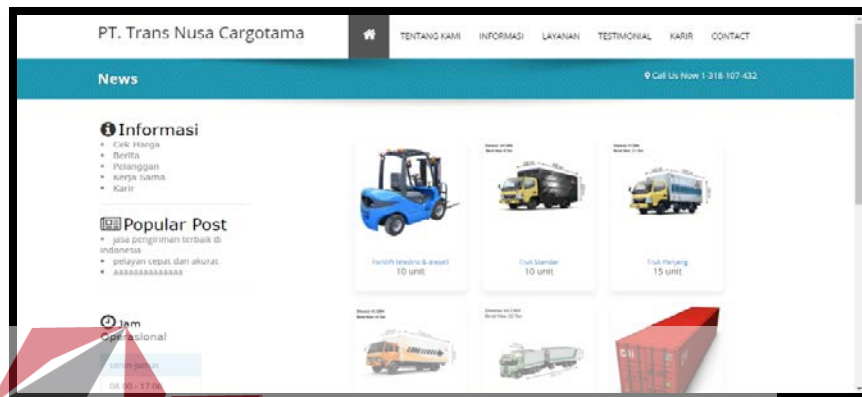 PT. Trans Nusa Cargotama
TENTANG KAMI INFORMASI LAYANAN TESTIMONIAL KARIR CONTACT
News
Call Us Now 1-318-107-432
Informasi
Cek Harga
Berita
Pelanggan
Kerja Sama
Karir
Popular Post
jasa pengiriman terbaik di
indonesia
pelayan cepat dan akurat
aaaaaaaaaaaaaa
Jam
Operasional
senin-jumat
08.00 - 17.00
10 unit
Truk Standar
10 unit
Truk Panjang
15 unit